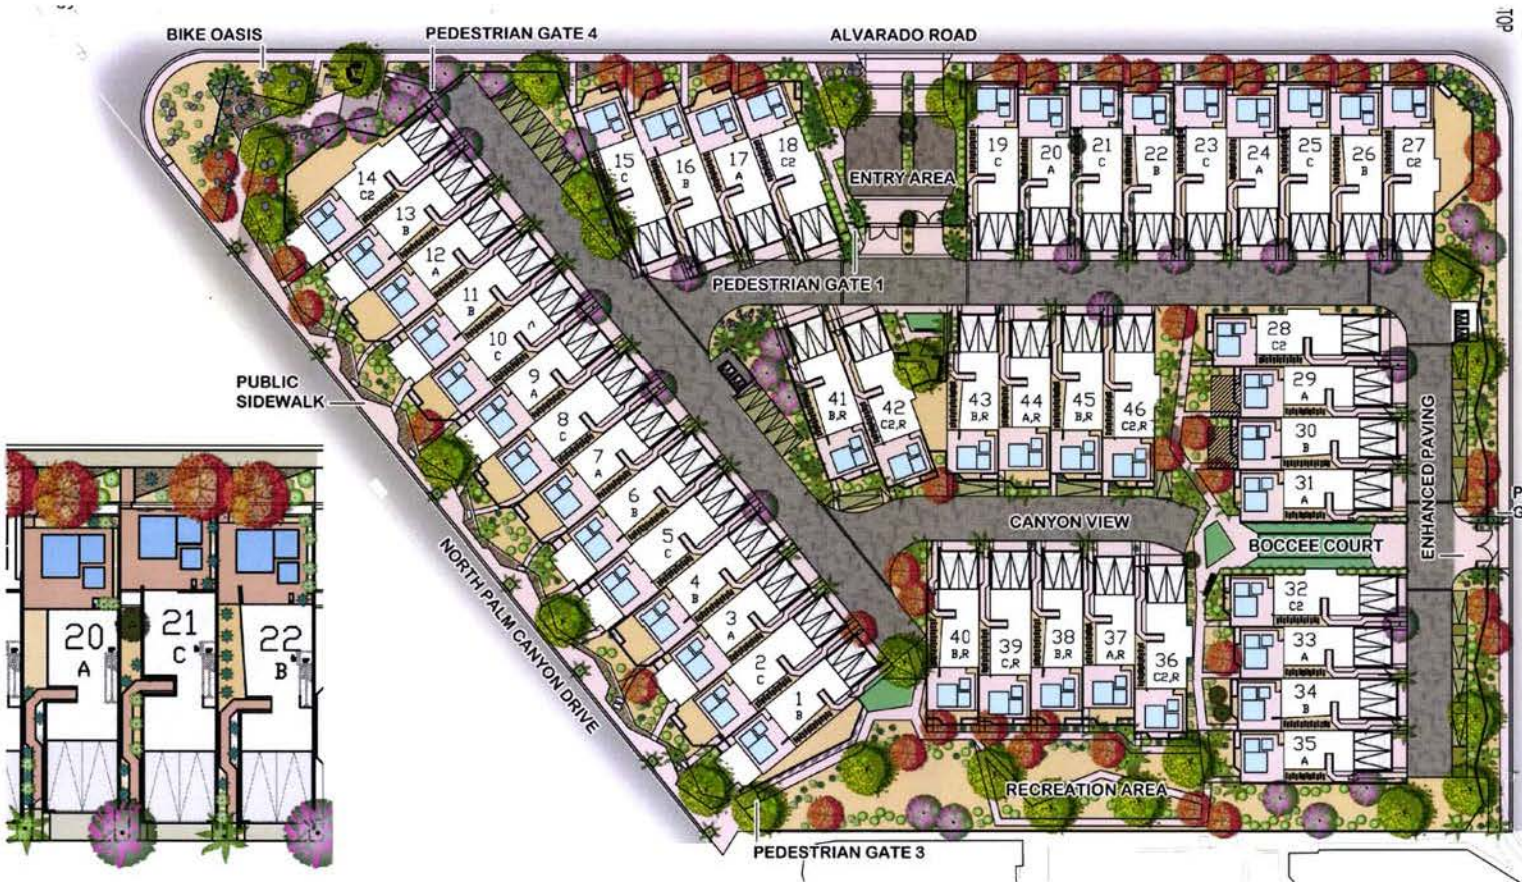 TOP
BIKE OASIS
PEDESTRIAN GATE 4
ALVARADO ROAD
15
C
16
B
17
A
18
C2
ENTRY AREA
19
C
20
A
21
C
22
B
23
C
24
A
25
C
26
B
27
C2
PEDESTRIAN GATE 1
14
C2
13
B
12
A
11
B
10
C
9
A
8
C
7
A
6
B
5
C
4
B
3
A
2
C
1
B
PUBLIC
SIDEWALK
NORTH PALM CANYON DRIVE
41
B,R
42
C2,R
43
B,R
44
A,R
45
B,R
46
C2,R
28
C2
29
A
30
B
31
A
ENHANCED PAVING
P
G
CANYON VIEW
BOCCEE COURT
40
B,R
39
C,R
38
B,R
37
A,R
36
C2,R
32
C2
33
A
34
B
35
A
RECREATION AREA
PEDESTRIAN GATE 3
20
A
21
C
22
B